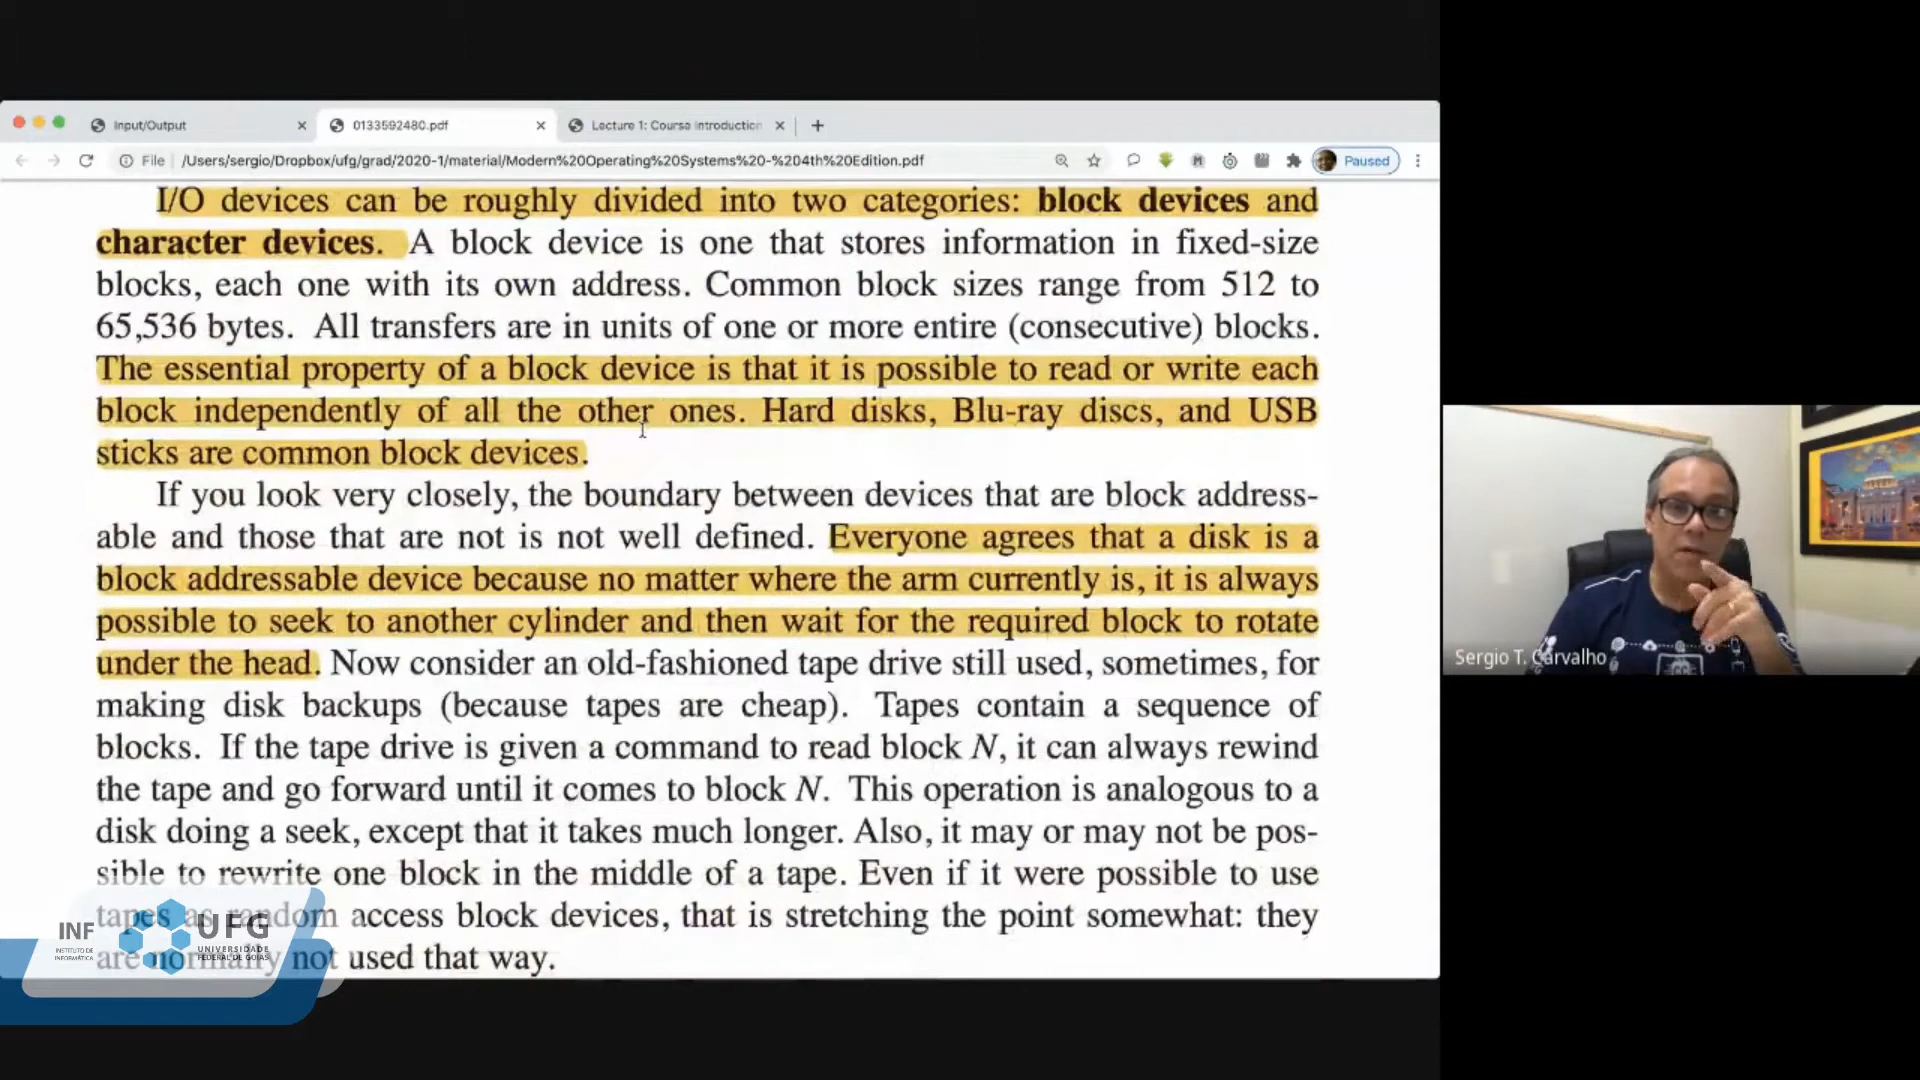 Input/Output
0133592480.pdf
Lecture 1: Course Introduction
File
/Users/sergio/Dropbox/ufg/grad/2020-1/material/Modern%20Operating%20Systems%20-%204th%20Edition.pdf
Paused
I/O devices can be roughly divided into two categories: block devices and
character devices. A block device is one that stores information in fixed-size
blocks, each one with its own address. Common block sizes range from 512 to
65,536 bytes. All transfers are in units of one or more entire (consecutive) blocks.
The essential property of a block device is that it is possible to read or write each
block independently of all the other ones. Hard disks, Blu-ray discs, and USB
sticks are common block devices.
If you look very closely, the boundary between devices that are block address-
able and those that are not is not well defined. Everyone agrees that a disk is a
block addressable device because no matter where the arm currently is, it is always
possible to seek to another cylinder and then wait for the required block to rotate
under the head. Now consider an old-fashioned tape drive still used, sometimes, for
making disk backups (because tapes are cheap). Tapes contain a sequence of
blocks. If the tape drive is given a command to read block N, it can always rewind
the tape and go forward until it comes to block N. This operation is analogous to a
disk doing a seek, except that it takes much longer. Also, it may or may not be pos-
sible to rewrite one block in the middle of a tape. Even if it were possible to use
tapes as random access block devices, that is stretching the point somewhat: they
are normally not used that way.
Sergio T. Carvalho
INF
INSTITUTO DE
INFORMÁTICA
UFG
UNIVERSIDADE
FEDERAL DE GOIÁS